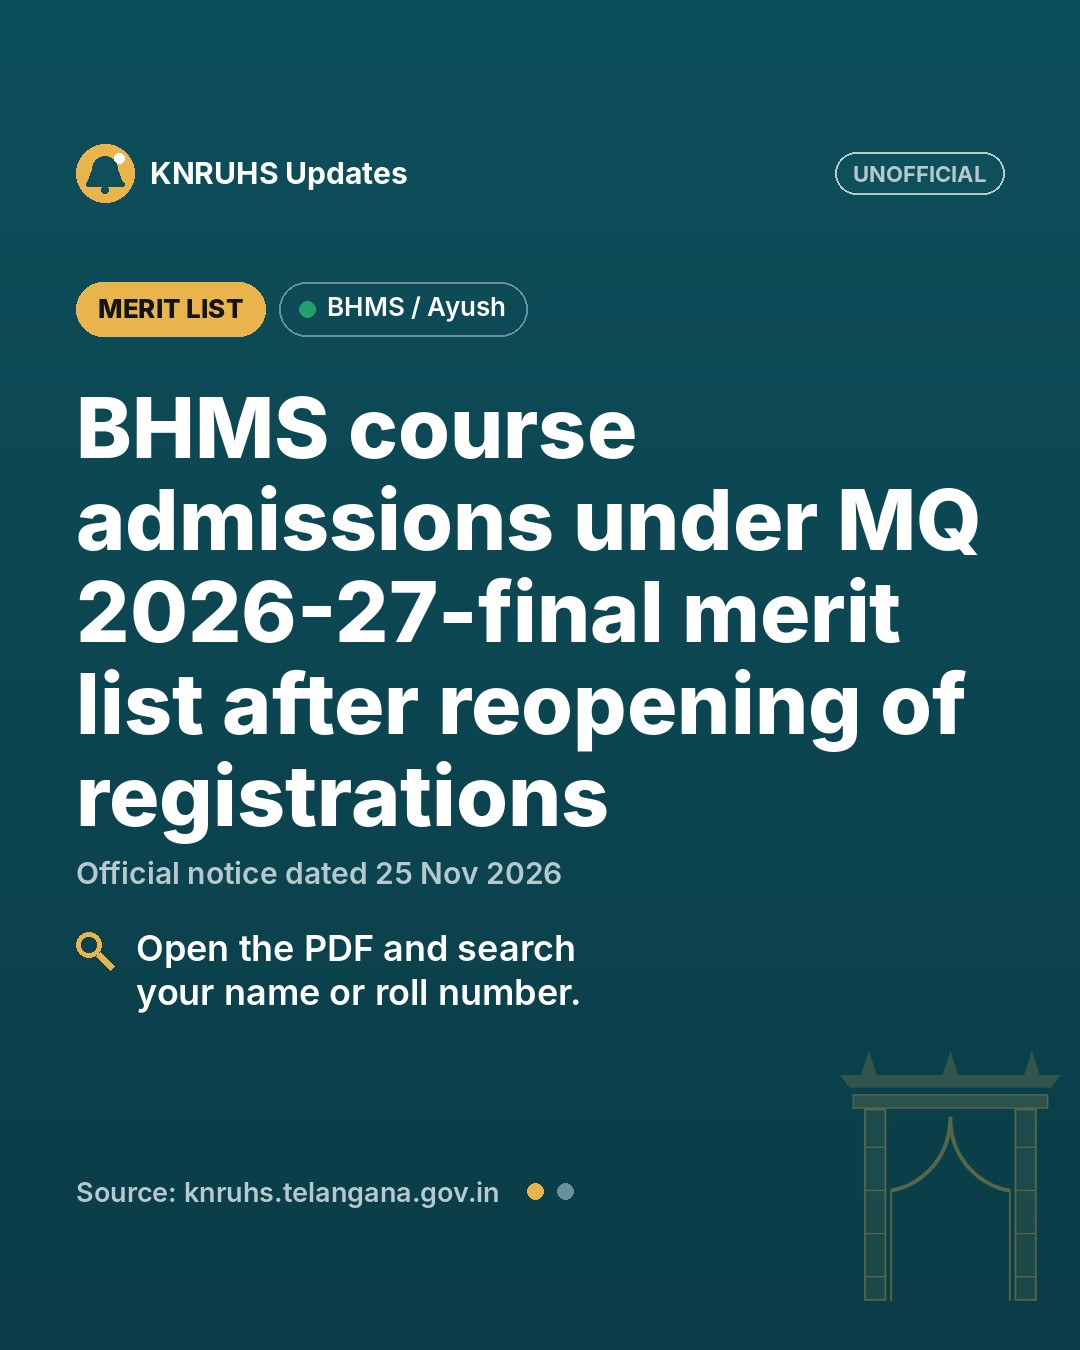 KNRUHS Updates
UNOFFICIAL
MERIT LIST
BHMS / Ayush
BHMS course
admissions under MQ
2026-27-final merit
list after reopening of
registrations
Official notice dated 25 Nov 2026
Open the PDF and search
your name or roll number.
Source: knruhs.telangana.gov.in